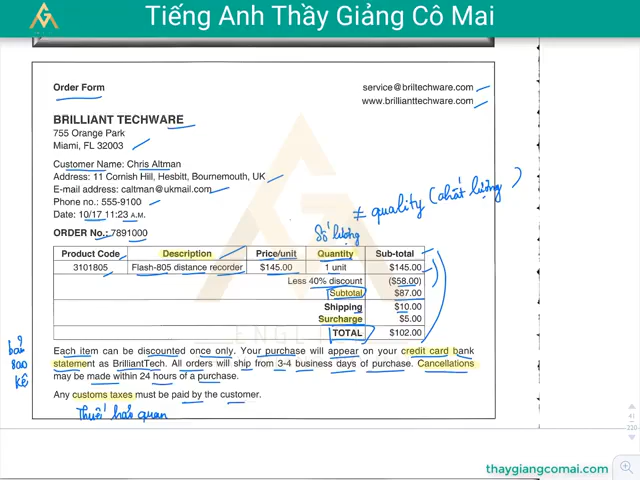 Tiếng Anh Thầy Giảng Cô Mai
Order Form
service@briltechware.com
www.brillianttechware.com
BRILLIANT TECHWARE
755 Orange Park
Miami, FL 32003
Customer Name: Chris Altman
Address: 11 Cornish Hill, Hesbitt, Bournemouth, UK
E-mail address: caltman@ukmail.com
Phone no.: 555-9100
Date: 10/17 11:23 A.M.
≠ quality (chất lượng)
ORDER No.: 7891000
Số lượng
Product Code Description Price/unit Quantity Sub-total
3101805 Flash-805 distance recorder $145.00 1 unit $145.00
Less 40% discount ($58.00)
Subtotal $87.00
Shipping $10.00
Surcharge $5.00
TOTAL $102.00
Each item can be discounted once only. Your purchase will appear on your credit card bank
statement as BrilliantTech. All orders will ship from 3-4 business days of purchase. Cancellations
may be made within 24 hours of a purchase.
bản
sao
kê
Any customs taxes must be paid by the customer.
Thuế hải quan
41
220
thaygiangcomai.com